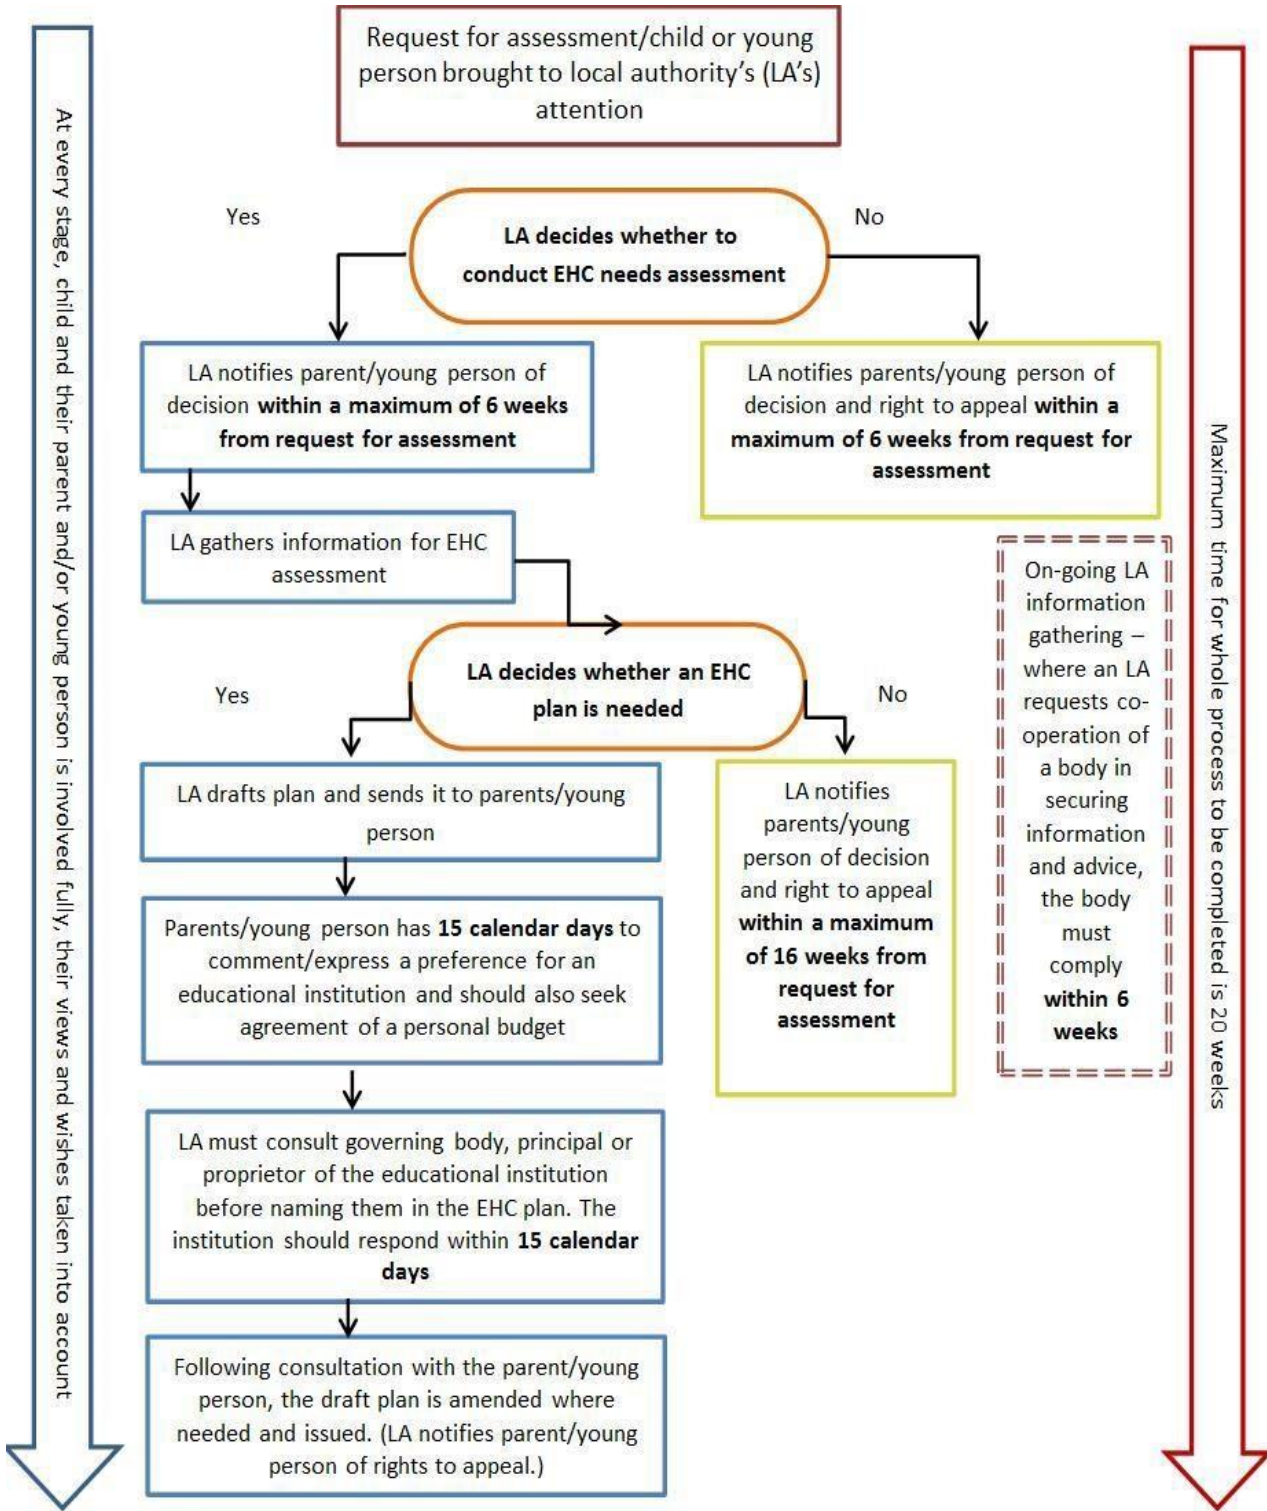 Request for assessment/child or young
person brought to local authority’s (LA’s)
attention
Yes
No
LA decides whether to
conduct EHC needs assessment
LA notifies parent/young person of
decision within a maximum of 6 weeks
from request for assessment
LA notifies parents/young person of
decision and right to appeal within a
maximum of 6 weeks from request for
assessment
LA gathers information for EHC
assessment
On-going LA
information
gathering –
where an LA
requests co-
operation of
a body in
securing
information
and advice,
the body
must
comply
within 6
weeks
LA decides whether an EHC
plan is needed
Yes
No
LA drafts plan and sends it to parents/young
person
LA notifies
parents/young
person of decision
and right to appeal
within a maximum
of 16 weeks from
request for
assessment
Parents/young person has 15 calendar days to
comment/express a preference for an
educational institution and should also seek
agreement of a personal budget
LA must consult governing body, principal or
proprietor of the educational institution
before naming them in the EHC plan. The
institution should respond within 15 calendar
days
Following consultation with the parent/young
person, the draft plan is amended where
needed and issued. (LA notifies parent/young
person of rights to appeal.)
At every stage, child and their parent and/or young person is involved fully, their views and wishes taken into account
Maximum time for whole process to be completed is 20 weeks